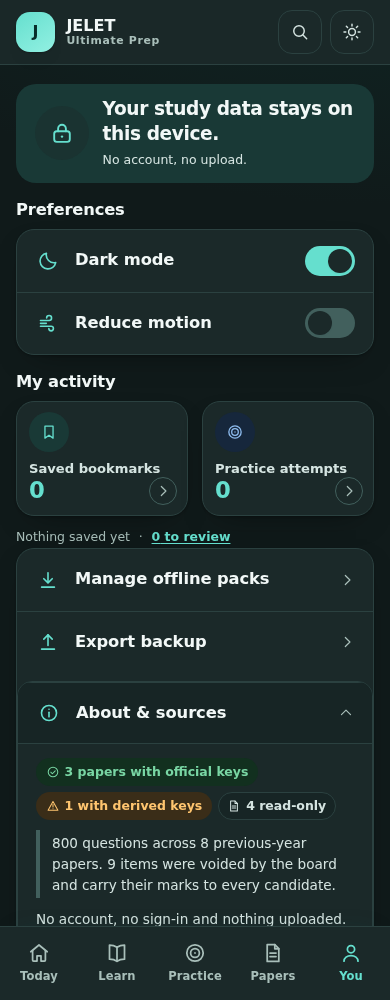 J
JELET
Ultimate Prep
Your study data stays on
this device.
No account, no upload.
Preferences
Dark mode
Reduce motion
My activity
Saved bookmarks
0
Practice attempts
0
Nothing saved yet · 0 to review
Manage offline packs
Export backup
About & sources
3 papers with official keys
1 with derived keys
4 read-only
800 questions across 8 previous-year
papers. 9 items were voided by the board
and carry their marks to every candidate.
No account, no sign-in and nothing uploaded.
Today
Learn
Practice
Papers
You